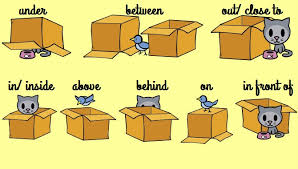 under between out/ close to
in/ inside above behind on in front of